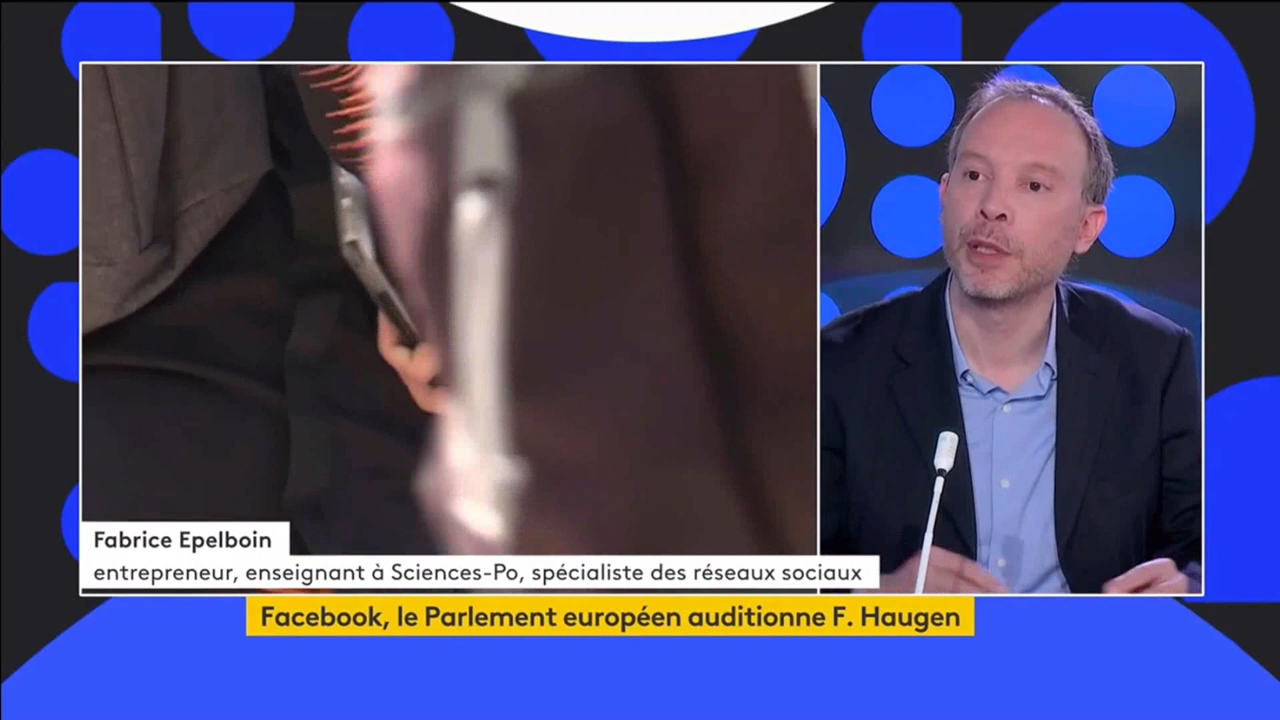 Fabrice Epelboin
entrepreneur, enseignant à Sciences-Po, spécialiste des réseaux sociaux
Facebook, le Parlement européen auditionne F. Haugen